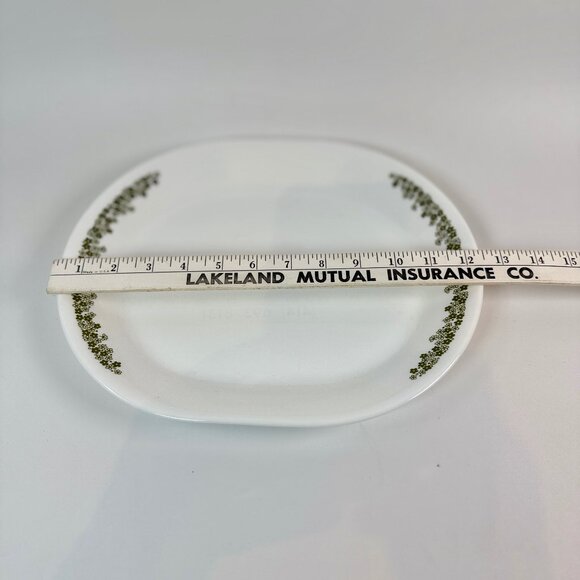 1 2 3 4 5 6 7 8 9 10 11 12 13 14 15
LAKELAND MUTUAL INSURANCE CO.